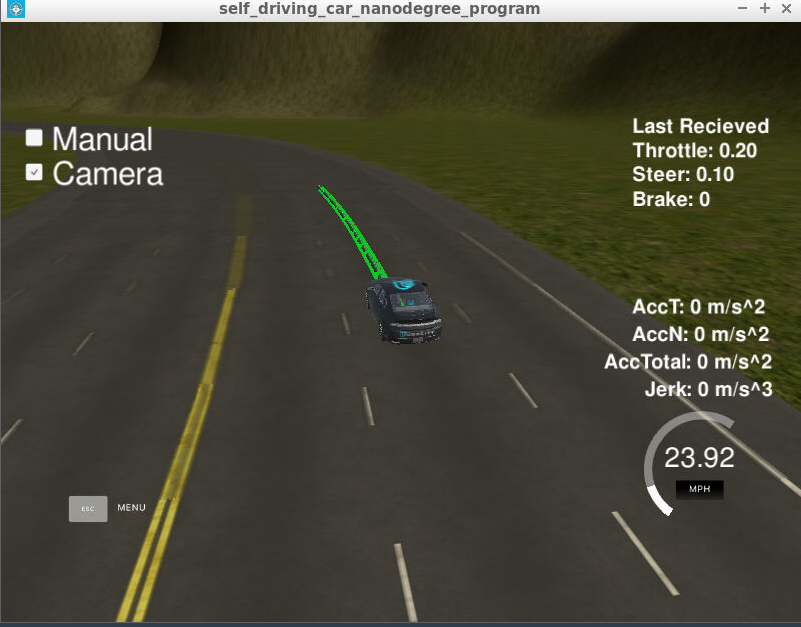 self_driving_car_nanodegree_program
Manual
Camera
Last Recieved
Throttle: 0.20
Steer: 0.10
Brake: 0
AccT: 0 m/s^2
AccN: 0 m/s^2
AccTotal: 0 m/s^2
Jerk: 0 m/s^3
23.92
MPH
ESC MENU